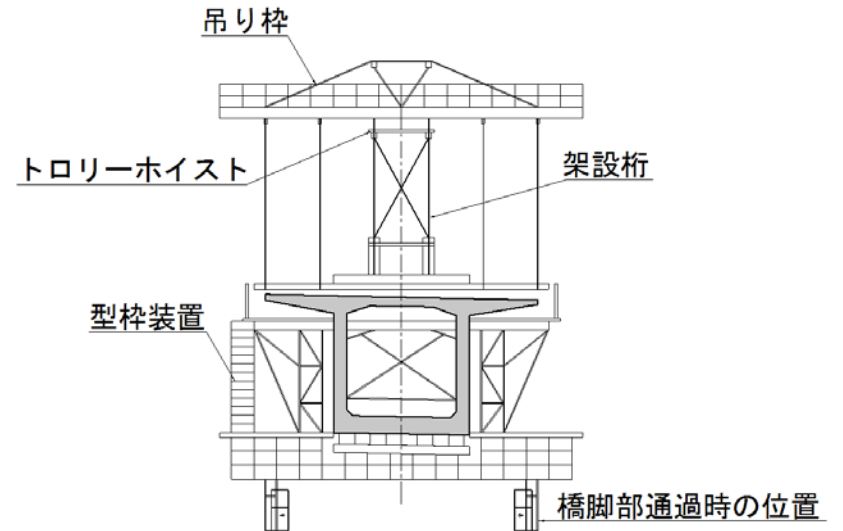 吊り枠
トロリーホイスト
架設桁
型枠装置
橋脚部通過時の位置